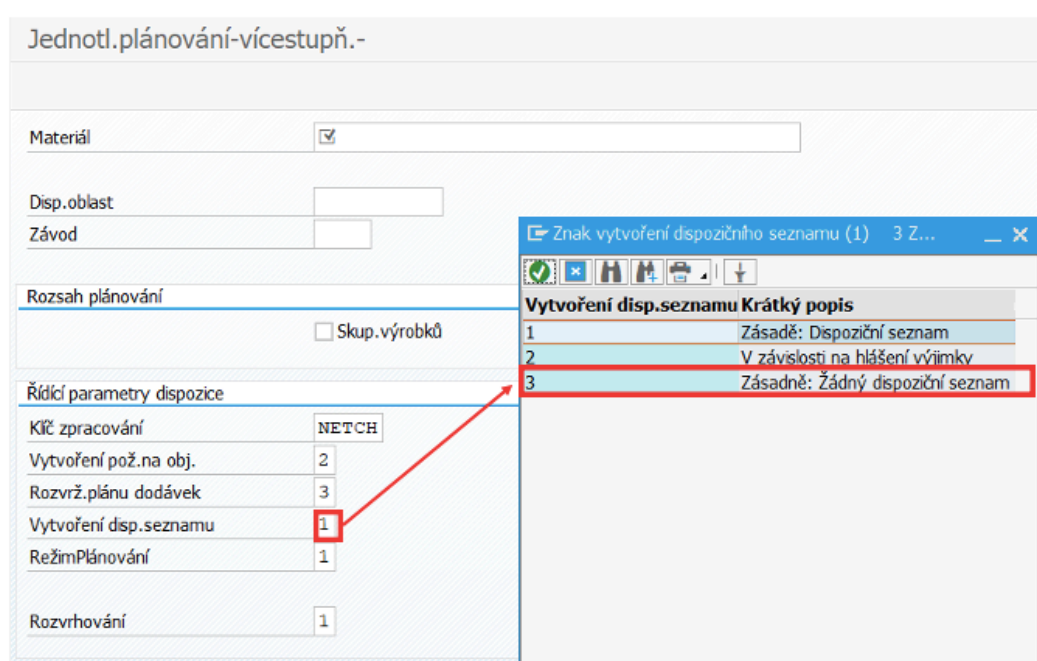 Jednotl.plánování-vícestupň.-
Materiál
Disp.oblast
Závod
Rozsah plánování
Skup.výrobků
Řídící parametry dispozice
Klíč zpracování NETCH
Vytvoření pož.na obj. 2
Rozvrž.plánu dodávek 3
Vytvoření disp.seznamu 1
RežimPlánování 1
Rozvrhování 1
Znak vytvoření dispozičního seznamu (1) 3 Z...
Vytvoření disp.seznamu Krátký popis
1 Zásadě: Dispoziční seznam
2 V závislosti na hlášení výjimky
3 Zásadně: Žádný dispoziční seznam